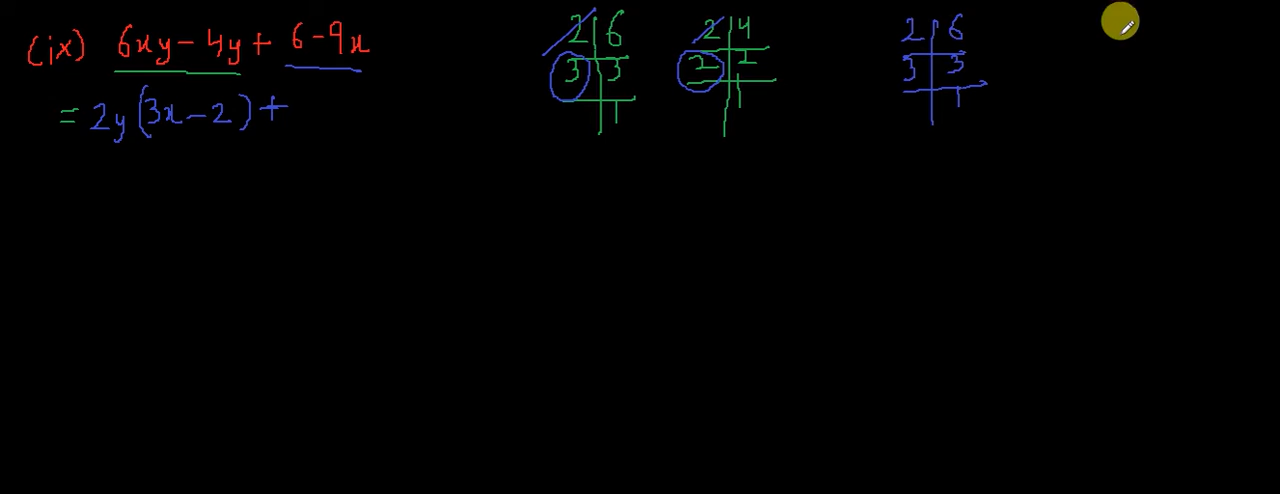 (ix) 6xy - 4y + 6 - 9x
= 2y(3x - 2) +
2 | 6
3 | 3
1
2 | 4
2 | 2
1
2 | 6
3 | 3
1